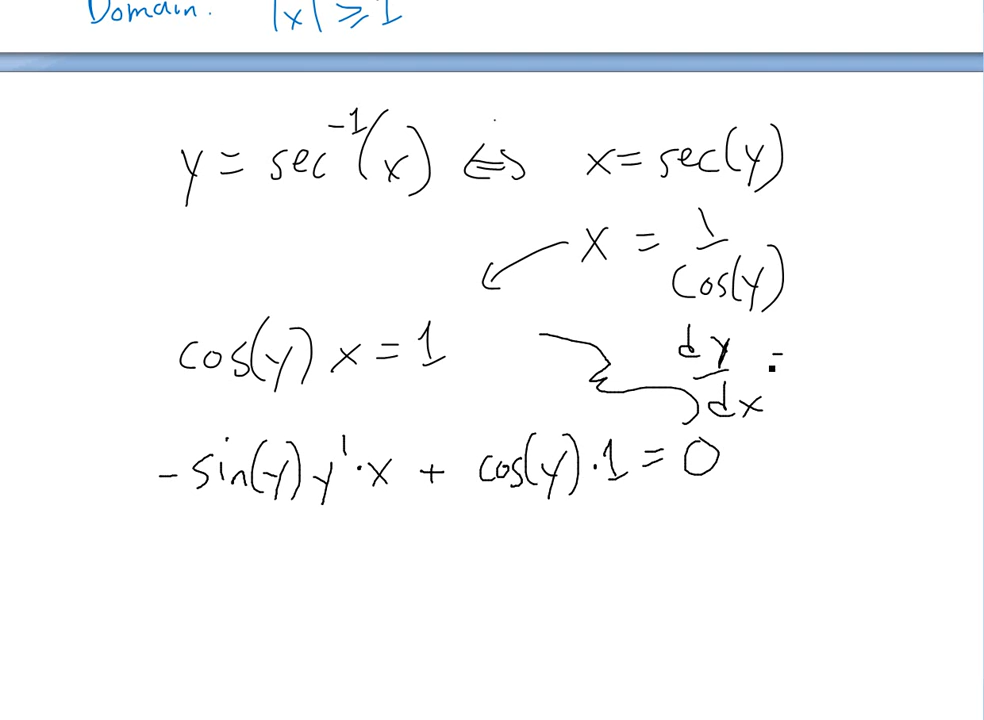 Domain: |x| ≥ 1
y = sec⁻¹(x) ⇔ x = sec(y)
x = 1/cos(y)
cos(y) x = 1
dy/dx =
-sin(y) y' · x + cos(y) · 1 = 0